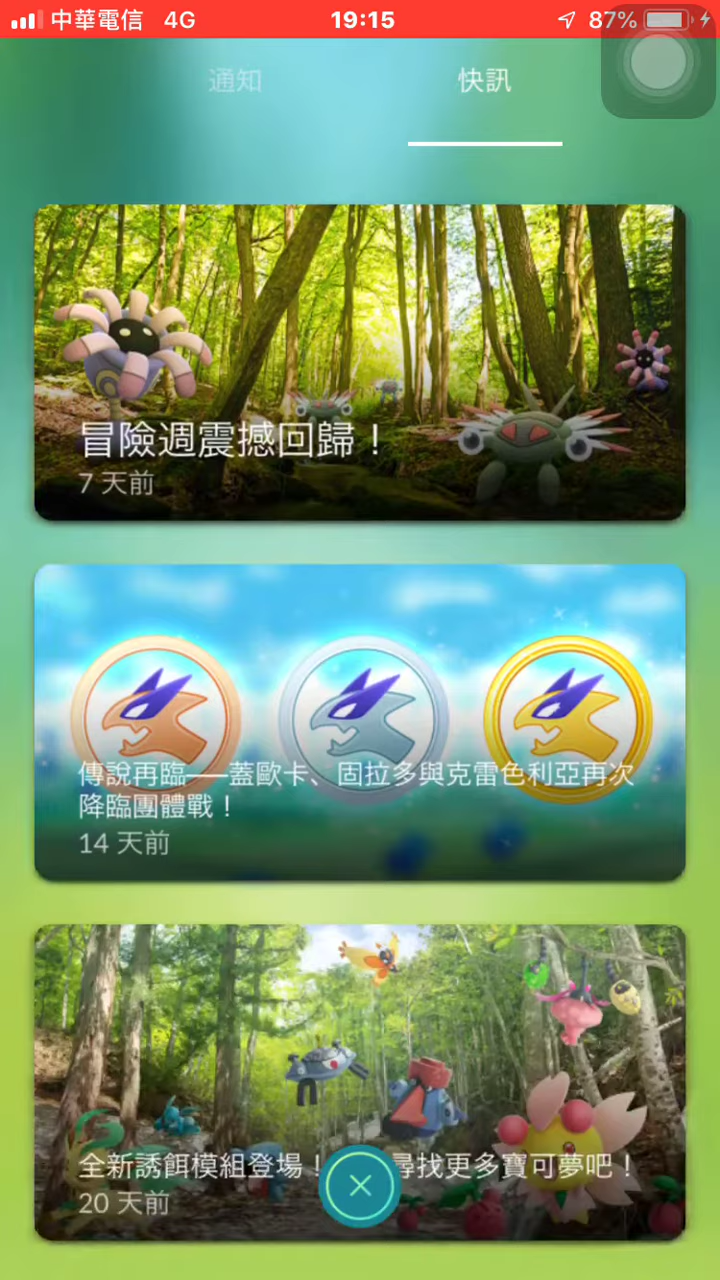 中華電信 4G 19:15 87%
通知 快訊
冒險週震撼回歸！
7 天前
傳說再臨——蓋歐卡、固拉多與克雷色利亞再次
降臨團體戰！
14 天前
全新誘餌模組登場！ 尋找更多寶可夢吧！
20 天前